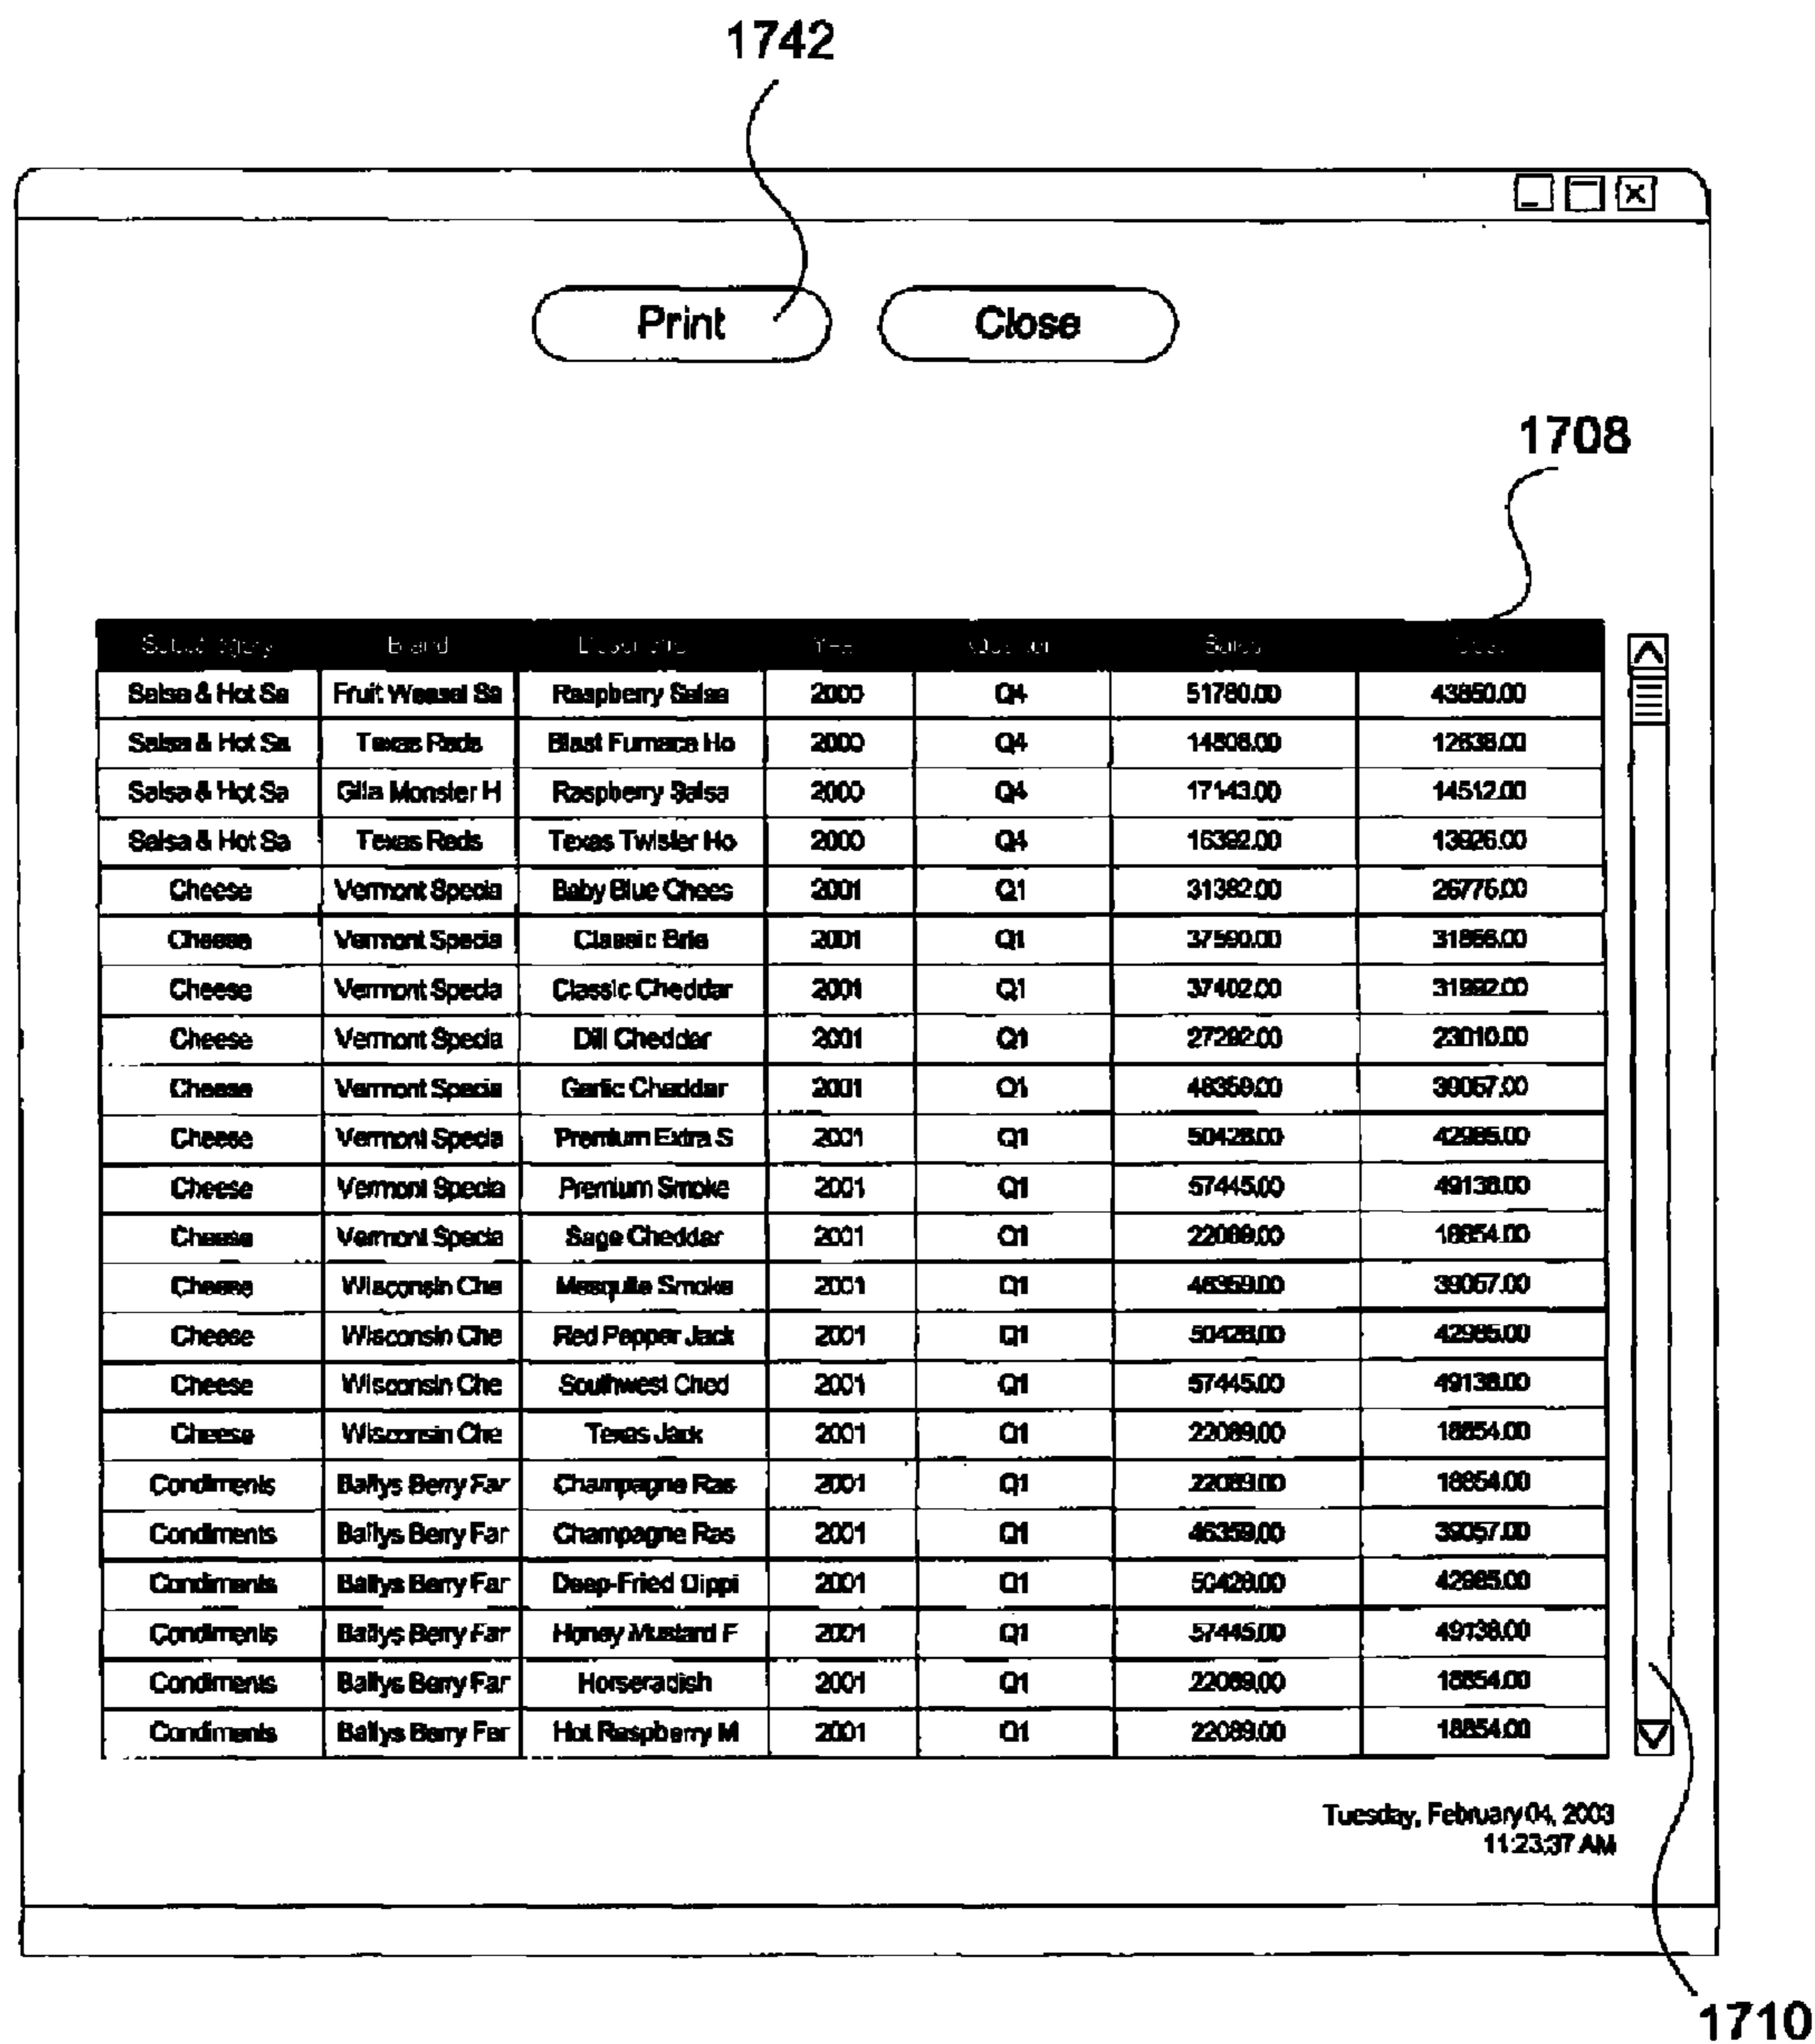 1742
Print Close
1708
Subcategory Brand Year Quarter Sales
Salsa & Hot Sa Fruit Weasel Sa Raspberry Salsa 2000 Q4 51780.00 43850.00
Salsa & Hot Sa Texas Reds Blast Furnace Ho 2000 Q4
Salsa & Hot Sa Gila Monster H Raspberry Salsa 2000 Q4 17143.00 14512.00
Salsa & Hot Sa Texas Reds Texas Twister Ho 2000 Q4 16392.00 13926.00
Cheese Vermont Specia Baby Blue Chees 2001 Q1 31382.00
Cheese Vermont Specia Classic Brie 2001 Q1 37590.00
Cheese Vermont Specia Classic Cheddar 2001 Q1 37402.00 31992.00
Cheese Vermont Specia Dill Cheddar 2001 Q1 27292.00 23010.00
Cheese Vermont Specia Garlic Cheddar 2001 Q1 46359.00 39057.00
Cheese Vermont Specia Premium Extra S 2001 Q1 50428.00 42985.00
Cheese Vermont Specia Premium Smoke 2001 Q1 57445.00 49138.00
Cheese Vermont Specia Sage Cheddar 2001 Q1 22089.00 18854.00
Cheese Wisconsin Che Mesquite Smoke 2001 Q1 46359.00 39057.00
Cheese Wisconsin Che Red Pepper Jack 2001 Q1 50428.00 42985.00
Cheese Wisconsin Che Southwest Ched 2001 Q1 57445.00 49138.00
Cheese Wisconsin Che Texas Jack 2001 Q1 22089.00 18854.00
Condiments Ballys Berry Far Champagne Ras 2001 Q1 22089.00 18854.00
Condiments Ballys Berry Far Champagne Ras 2001 Q1 46359.00 39057.00
Condiments Ballys Berry Far Deep-Fried Dippi 2001 Q1 50428.00 42985.00
Condiments Ballys Berry Far Honey Mustard F 2001 Q1 57445.00 49138.00
Condiments Ballys Berry Far Horseradish 2001 Q1 22089.00 18854.00
Condiments Ballys Berry Far Hot Raspberry M 2001 Q1 22089.00 18854.00
Tuesday, February 04, 2003
11:23:37 AM
1710